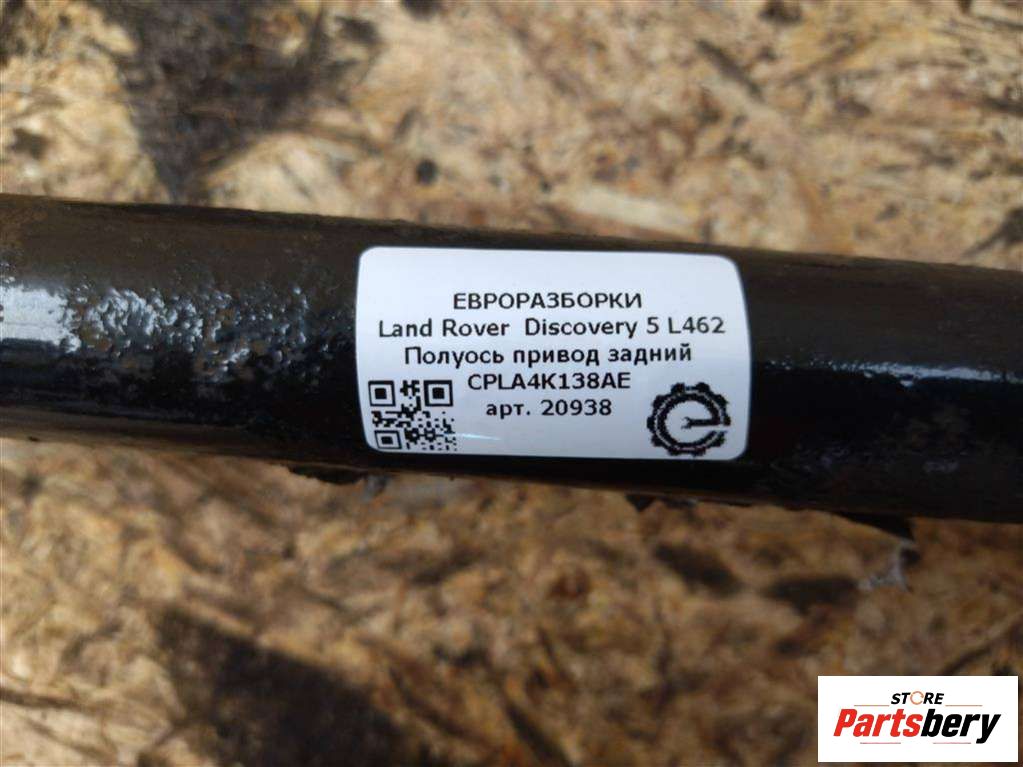 ЕВРОРАЗБОРКИ
Land Rover Discovery 5 L462
Полуось привод задний
CPLA4K138AE
арт. 20938
STORE
Partsbery